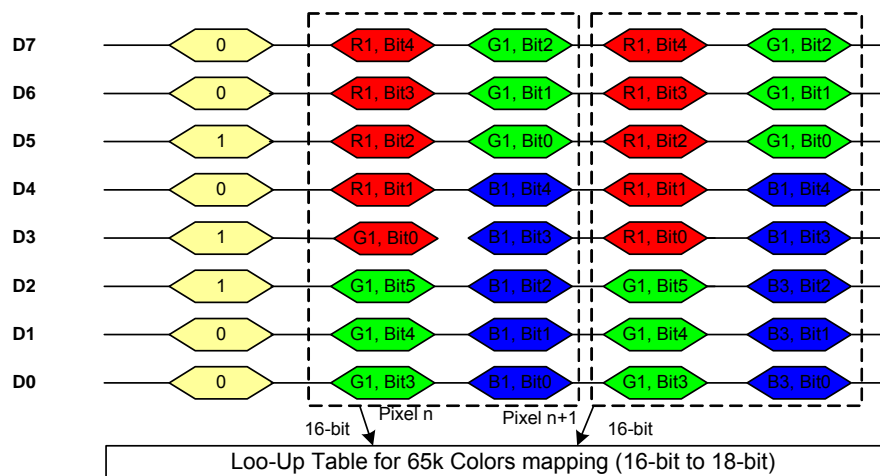 D7 0 R1, Bit4 G1, Bit2 R1, Bit4 G1, Bit2
D6 0 R1, Bit3 G1, Bit1 R1, Bit3 G1, Bit1
D5 1 R1, Bit2 G1, Bit0 R1, Bit2 G1, Bit0
D4 0 R1, Bit1 B1, Bit4 R1, Bit1 B1, Bit4
D3 1 G1, Bit0 B1, Bit3 R1, Bit0 B1, Bit3
D2 1 G1, Bit5 B1, Bit2 G1, Bit5 B3, Bit2
D1 0 G1, Bit4 B1, Bit1 G1, Bit4 B3, Bit1
D0 0 G1, Bit3 B1, Bit0 G1, Bit3 B3, Bit0
Pixel n Pixel n+1
16-bit 16-bit
Loo-Up Table for 65k Colors mapping (16-bit to 18-bit)